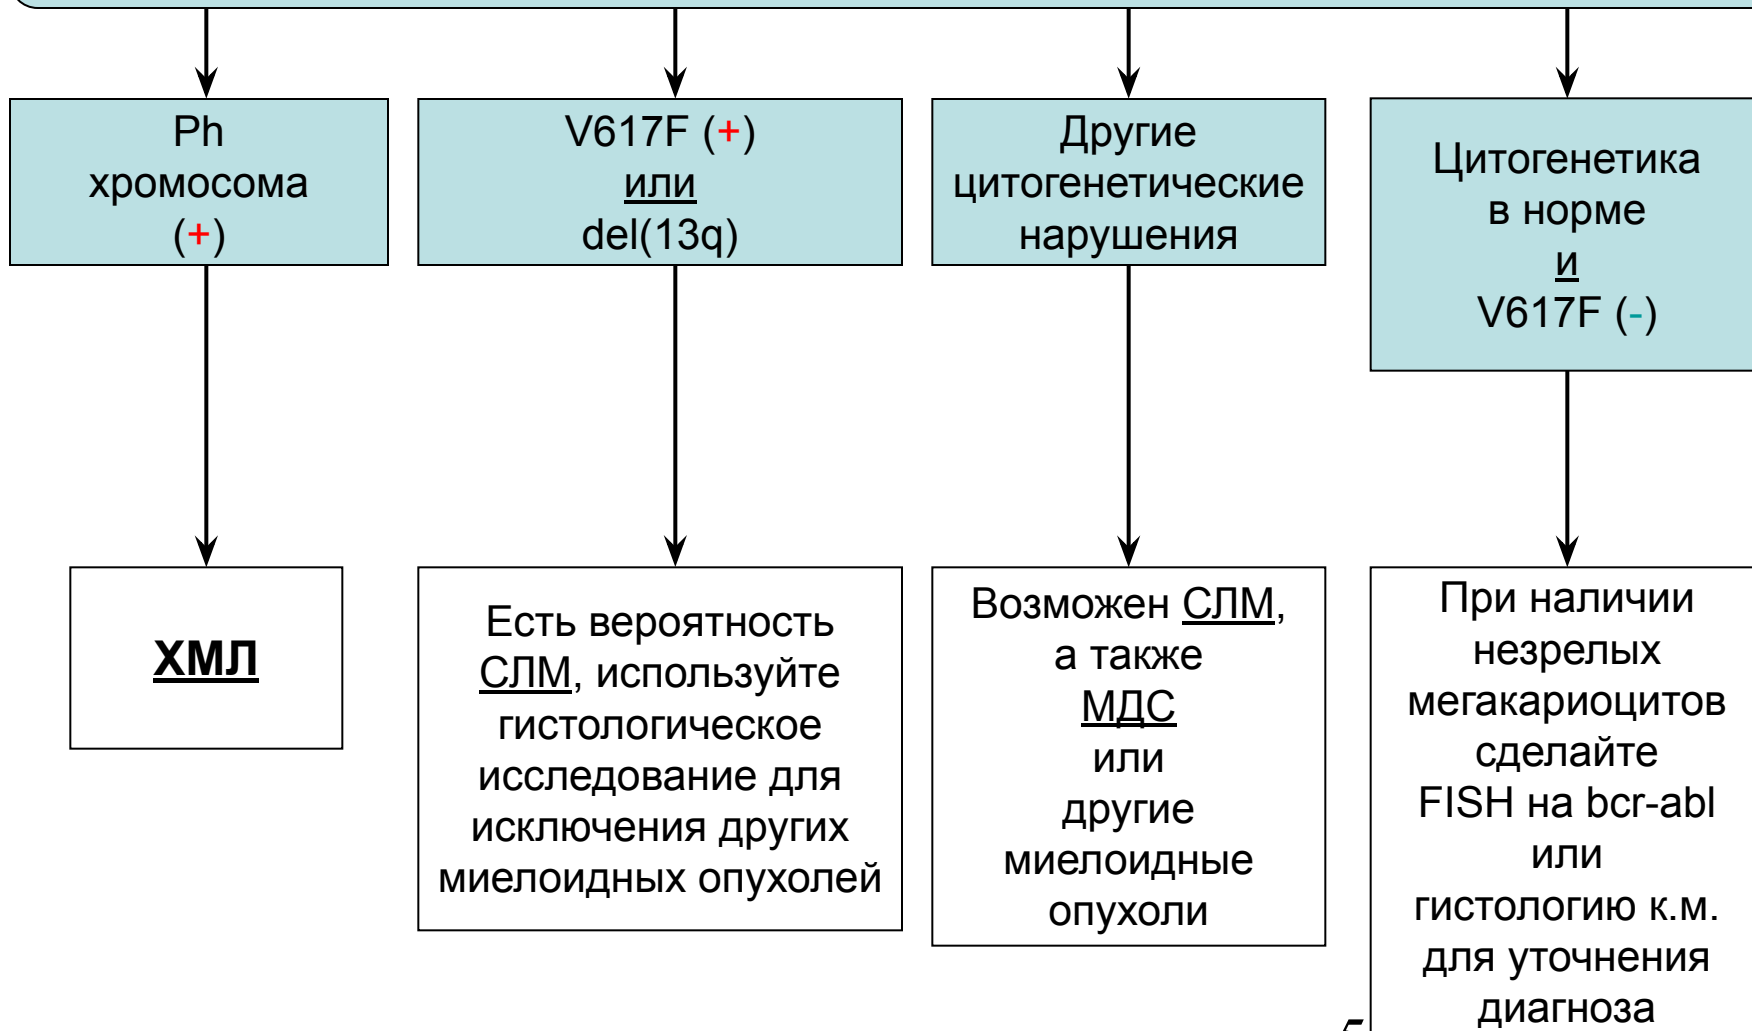 Ph
хромосома
(+)
V617F (+)
или
del(13q)
Другие
цитогенетические
нарушения
Цитогенетика
в норме
и
V617F (-)
ХМЛ
Есть вероятность
СЛМ, используйте
гистологическое
исследование для
исключения других
миелоидных опухолей
Возможен СЛМ,
а также
МДС
или
другие
миелоидные
опухоли
При наличии
незрелых
мегакариоцитов
сделайте
FISH на bcr-abl
или
гистологию к.м.
для уточнения
диагноза